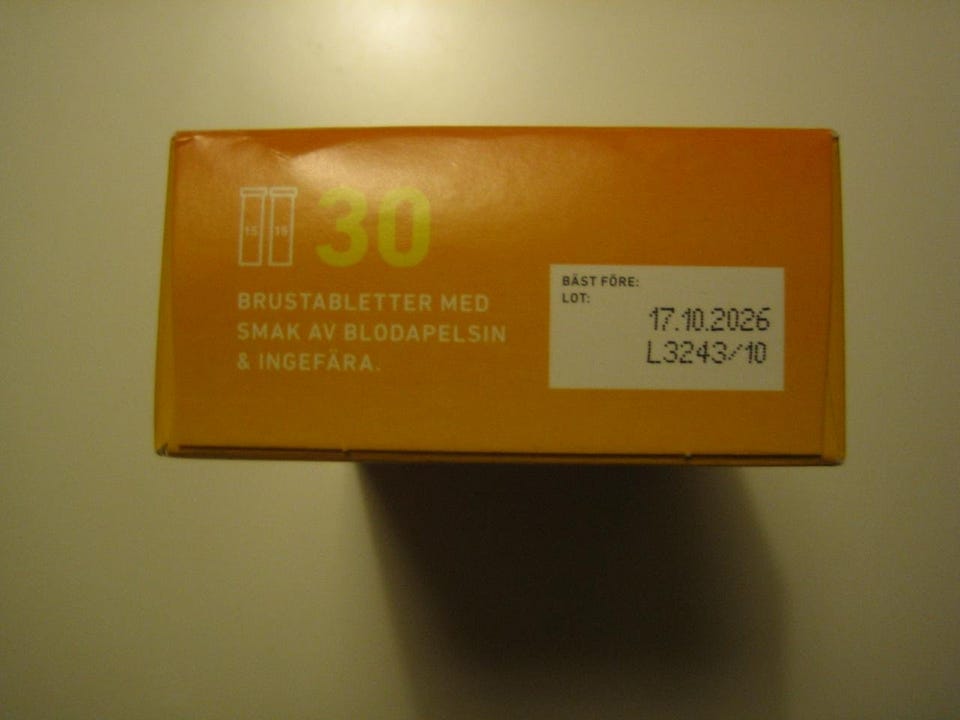 15 15 30
BRUSTABLETTER MED
SMAK AV BLODAPELSIN
& INGEFÄRA.
BÄST FÖRE:
LOT:
17.10.2026
L3243/10